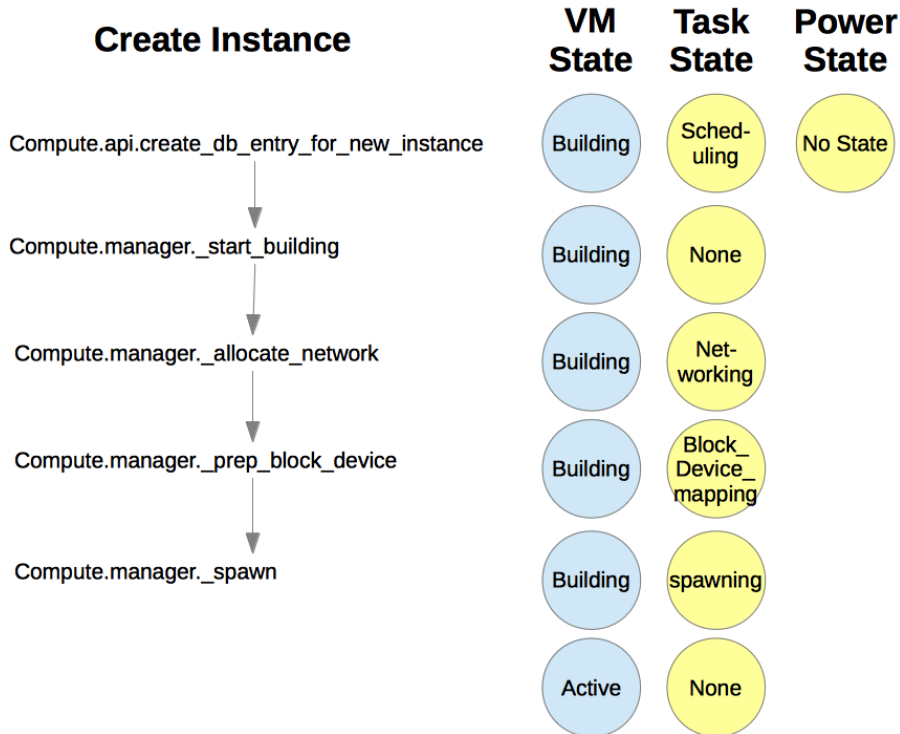 Create Instance
VM
State
Task
State
Power
State
Compute.api.create_db_entry_for_new_instance
Building
Sched-
uling
No State
Compute.manager._start_building
Building
None
Compute.manager._allocate_network
Building
Net-
working
Compute.manager._prep_block_device
Building
Block_
Device_
mapping
Compute.manager._spawn
Building
spawning
Active
None